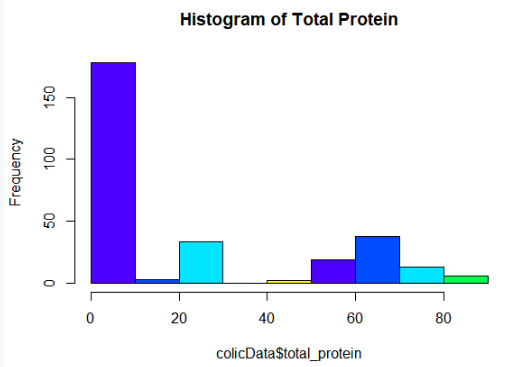 Histogram of Total Protein
Frequency
150
100
50
0
0 20 40 60 80
colicData$total_protein